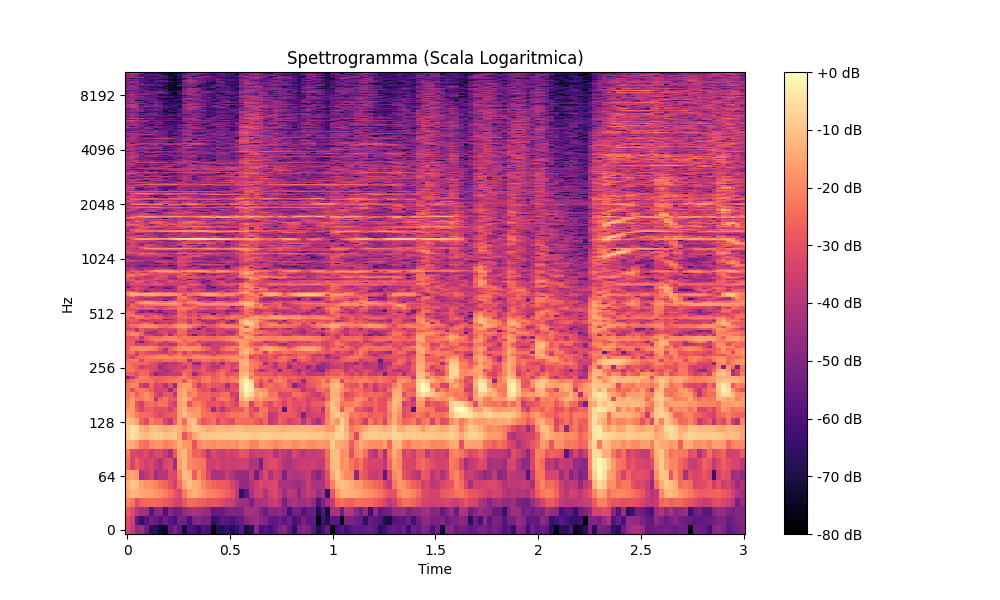 Spettrogramma (Scala Logaritmica)
8192
4096
2048
1024
512
256
128
64
0
Hz
0
0.5
1
1.5
2
2.5
3
Time
+0 dB
-10 dB
-20 dB
-30 dB
-40 dB
-50 dB
-60 dB
-70 dB
-80 dB